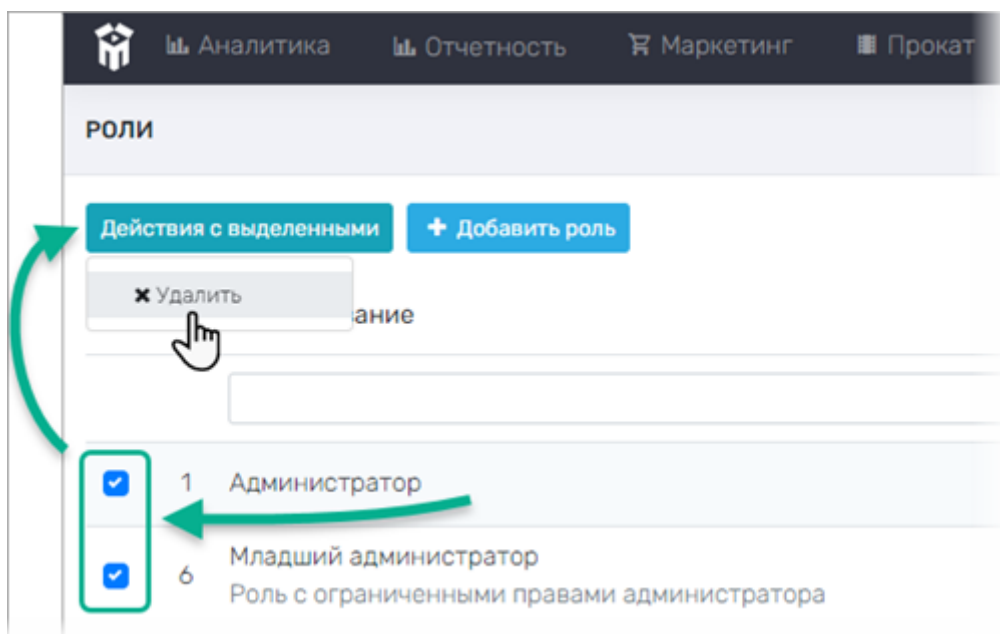 Аналитика Отчетность Маркетинг Прокат
РОЛИ
Действия с выделенными + Добавить роль
Удалить
ание
1 Администратор
6 Младший администратор
Роль с ограниченными правами администратора